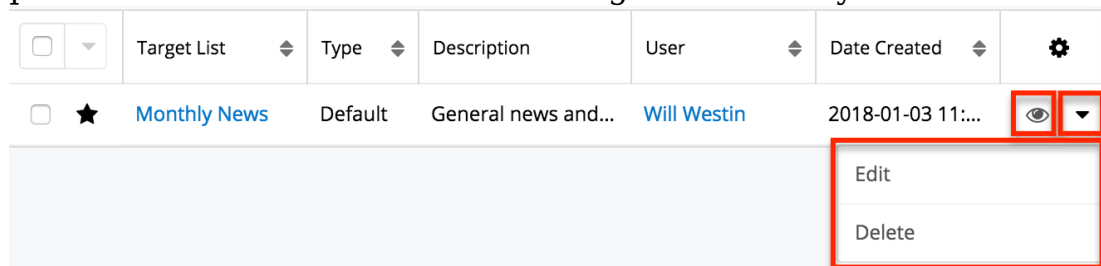 Target List Type Description User Date Created
Monthly News Default General news and... Will Westin 2018-01-03 11:...
Edit
Delete